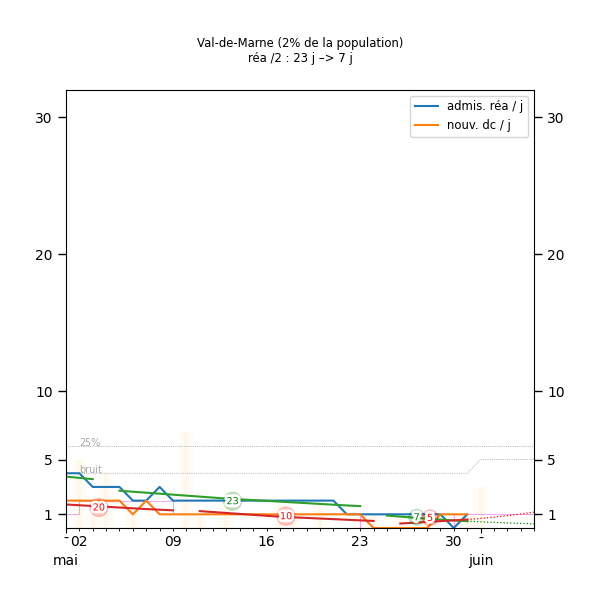 Val-de-Marne (2% de la population)
réa /2 : 23 j –> 7 j
admis. réa / j
nouv. dc / j
30 30
20 20
10 10
25%
5 5
bruit
23
20
10
7 5
1 1
02 09 16 23 30
mai juin